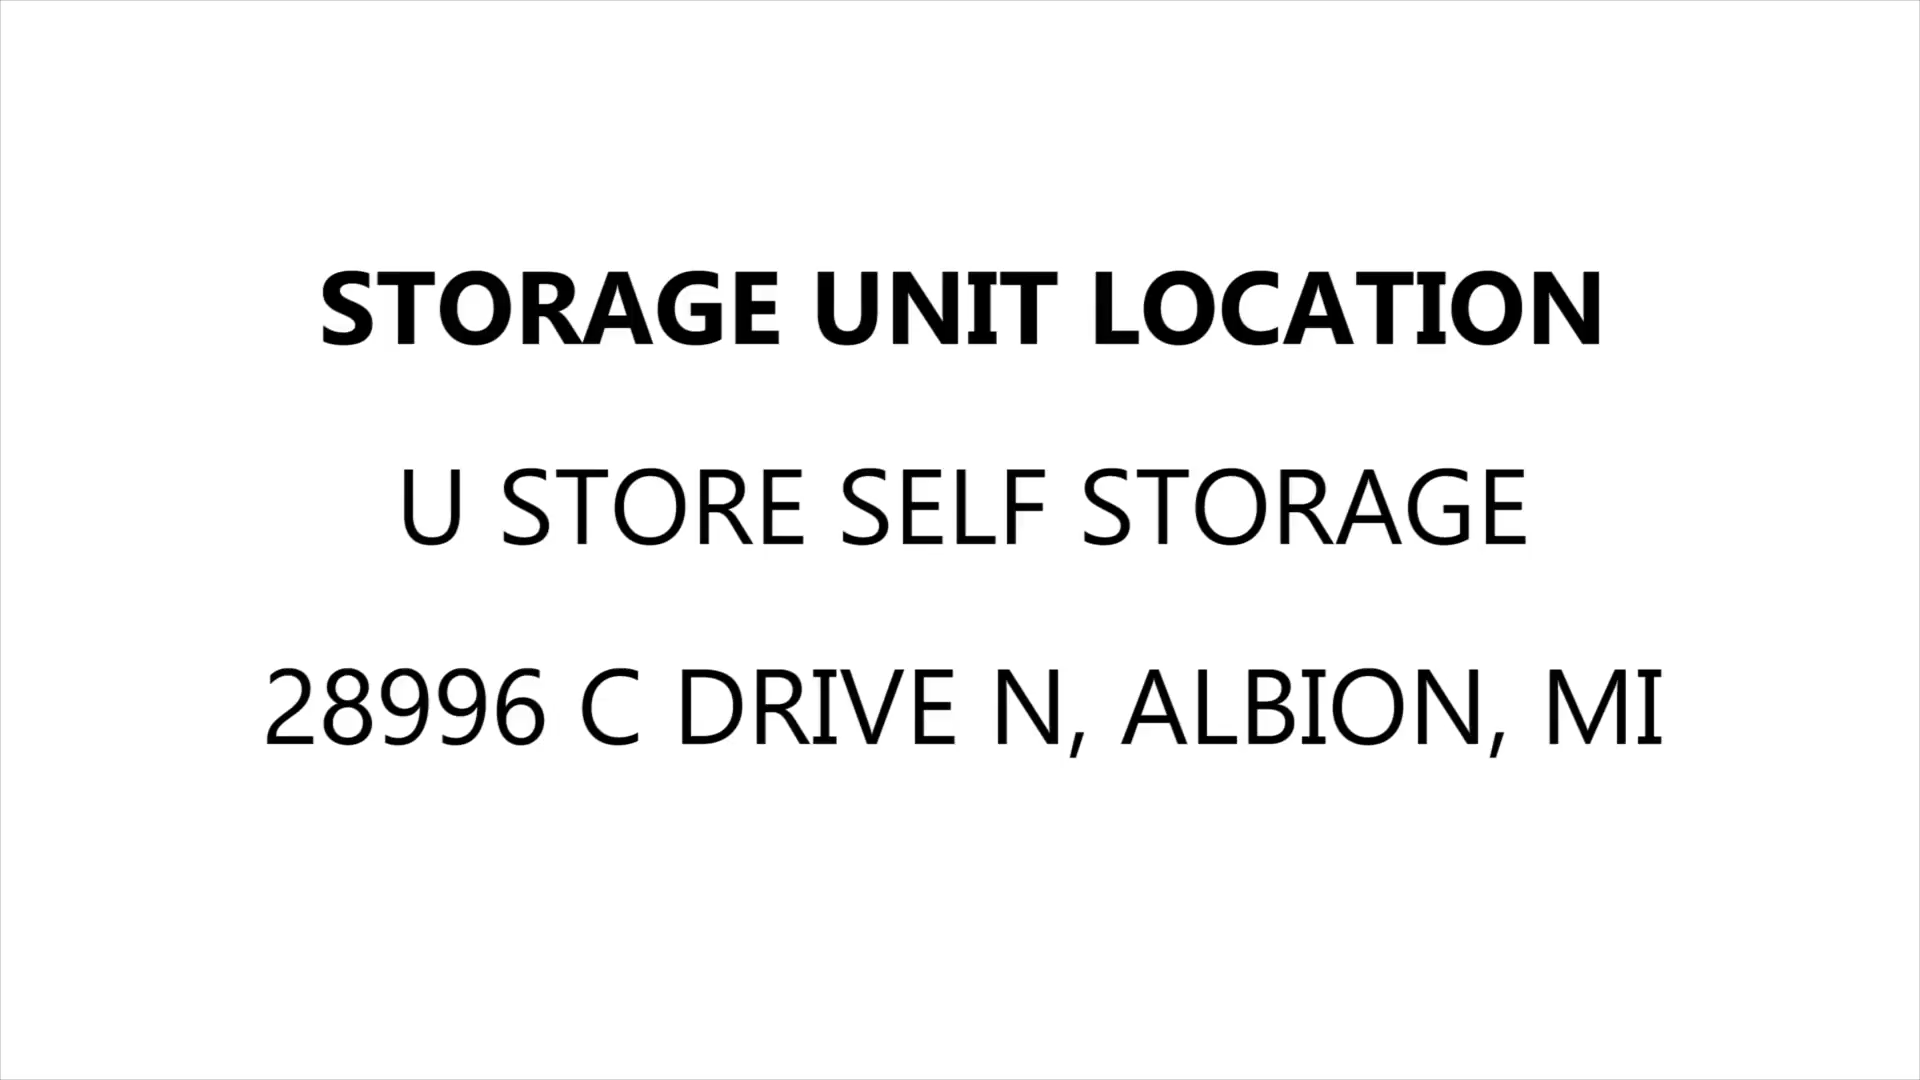 STORAGE UNIT LOCATION
U STORE SELF STORAGE
28996 C DRIVE N, ALBION, MI